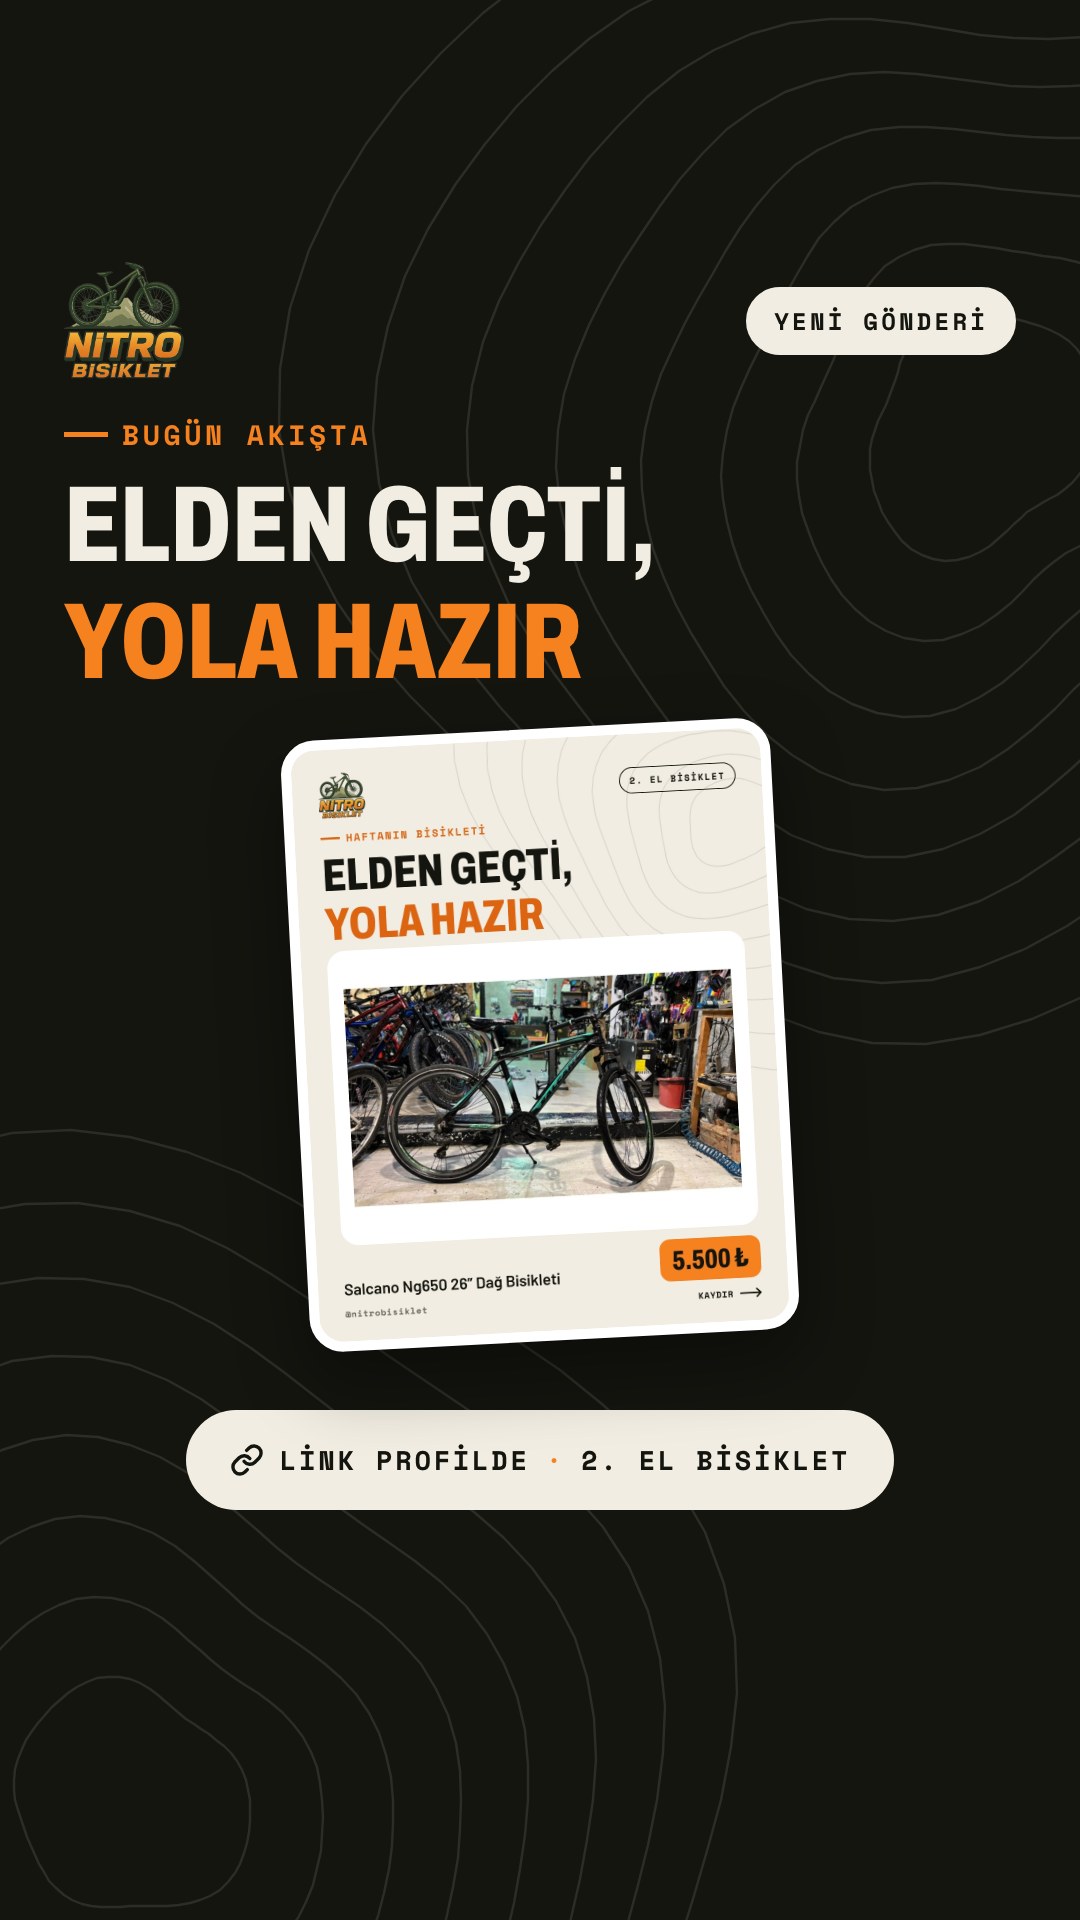 NiTRO
BiSiKLET
YENİ GÖNDERİ
BUGÜN AKIŞTA
ELDEN GEÇTİ,
YOLA HAZIR
NiTRO
BiSiKLET
2. EL BİSİKLET
HAFTANIN BİSİKLETİ
ELDEN GEÇTİ,
YOLA HAZIR
Salcano Ng650 26” Dağ Bisikleti
5.500 ₺
@nitrobisiklet
KAYDIR
LİNK PROFİLDE · 2. EL BİSİKLET